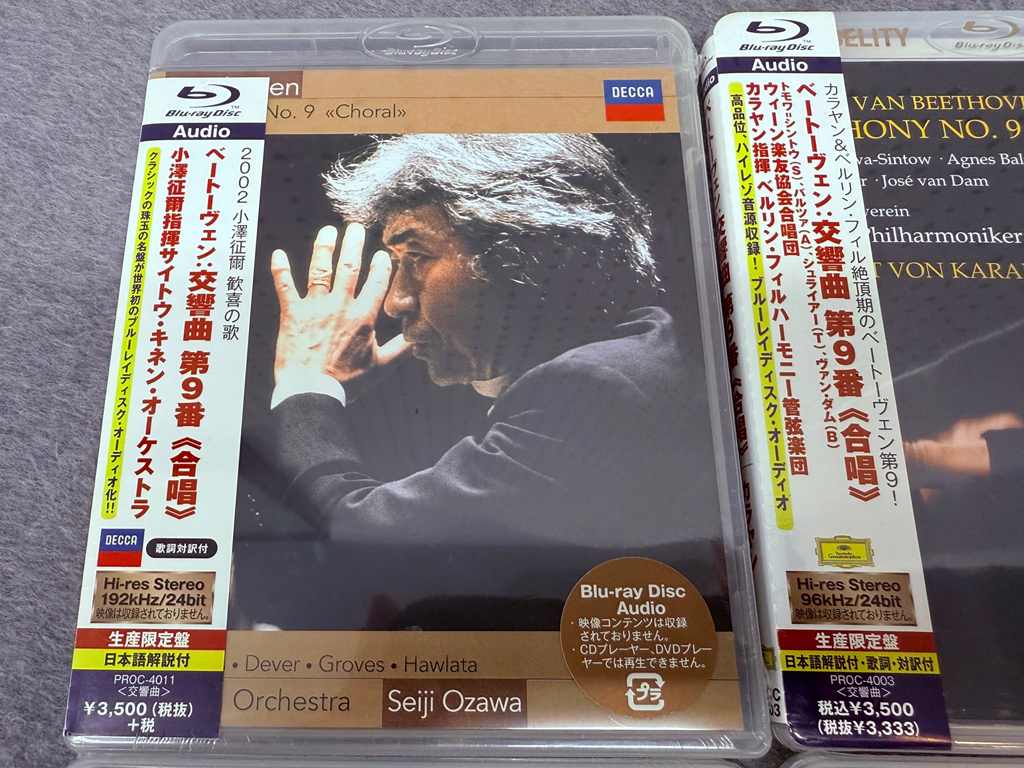 Blu-ray Disc
Blu-ray Disc
Audio
2002 小澤征爾 歓喜の歌
ベートーヴェン:交響曲 第9番《合唱》
小澤征爾指揮サイトウ・キネン・オーケストラ
クラシックの珠玉の名盤が世界初のブルーレイディスク・オーディオ化!!
DECCA
歌詞対訳付
Hi-res Stereo
192kHz/24bit
映像は収録されておりません。
生産限定盤
日本語解説付
PROC-4011
<交響曲>
¥3,500(税抜)
+税
No. 9 «Choral»
DECCA
Blu-ray Disc
Audio
・映像コンテンツは収録
されておりません。
・CDプレーヤー、DVDプレー
ヤーでは再生できません。
プラ
• Dever • Groves • Hawlata
Orchestra Seiji Ozawa
Blu-ray Disc
Audio
カラヤン&ベルリン・フィル絶頂期のベートーヴェン第9!
ベートーヴェン:交響曲 第9番《合唱》
トモワ=シントウ(S)、バルツァ(A)、シュライアー(T)、ヴァン・ダム(B)
ウィーン楽友協会合唱団
カラヤン指揮 ベルリン・フィルハーモニー管弦楽団
高品位、ハイレゾ音源収録!ブルーレイディスク・オーディオ
Deutsche Grammophon
Hi-res Stereo
96kHz/24bit
映像は収録されておりません。
生産限定盤
日本語解説付・歌詞・対訳付
PROC-4003
<交響曲>
税込¥3,500
(税抜¥3,333)
Blu-ray Disc
VAN BEETHOVE
HONY NO. 9
va-Sintow · Agnes Bal
r · José van Dam
verein
Philharmoniker
T VON KARA